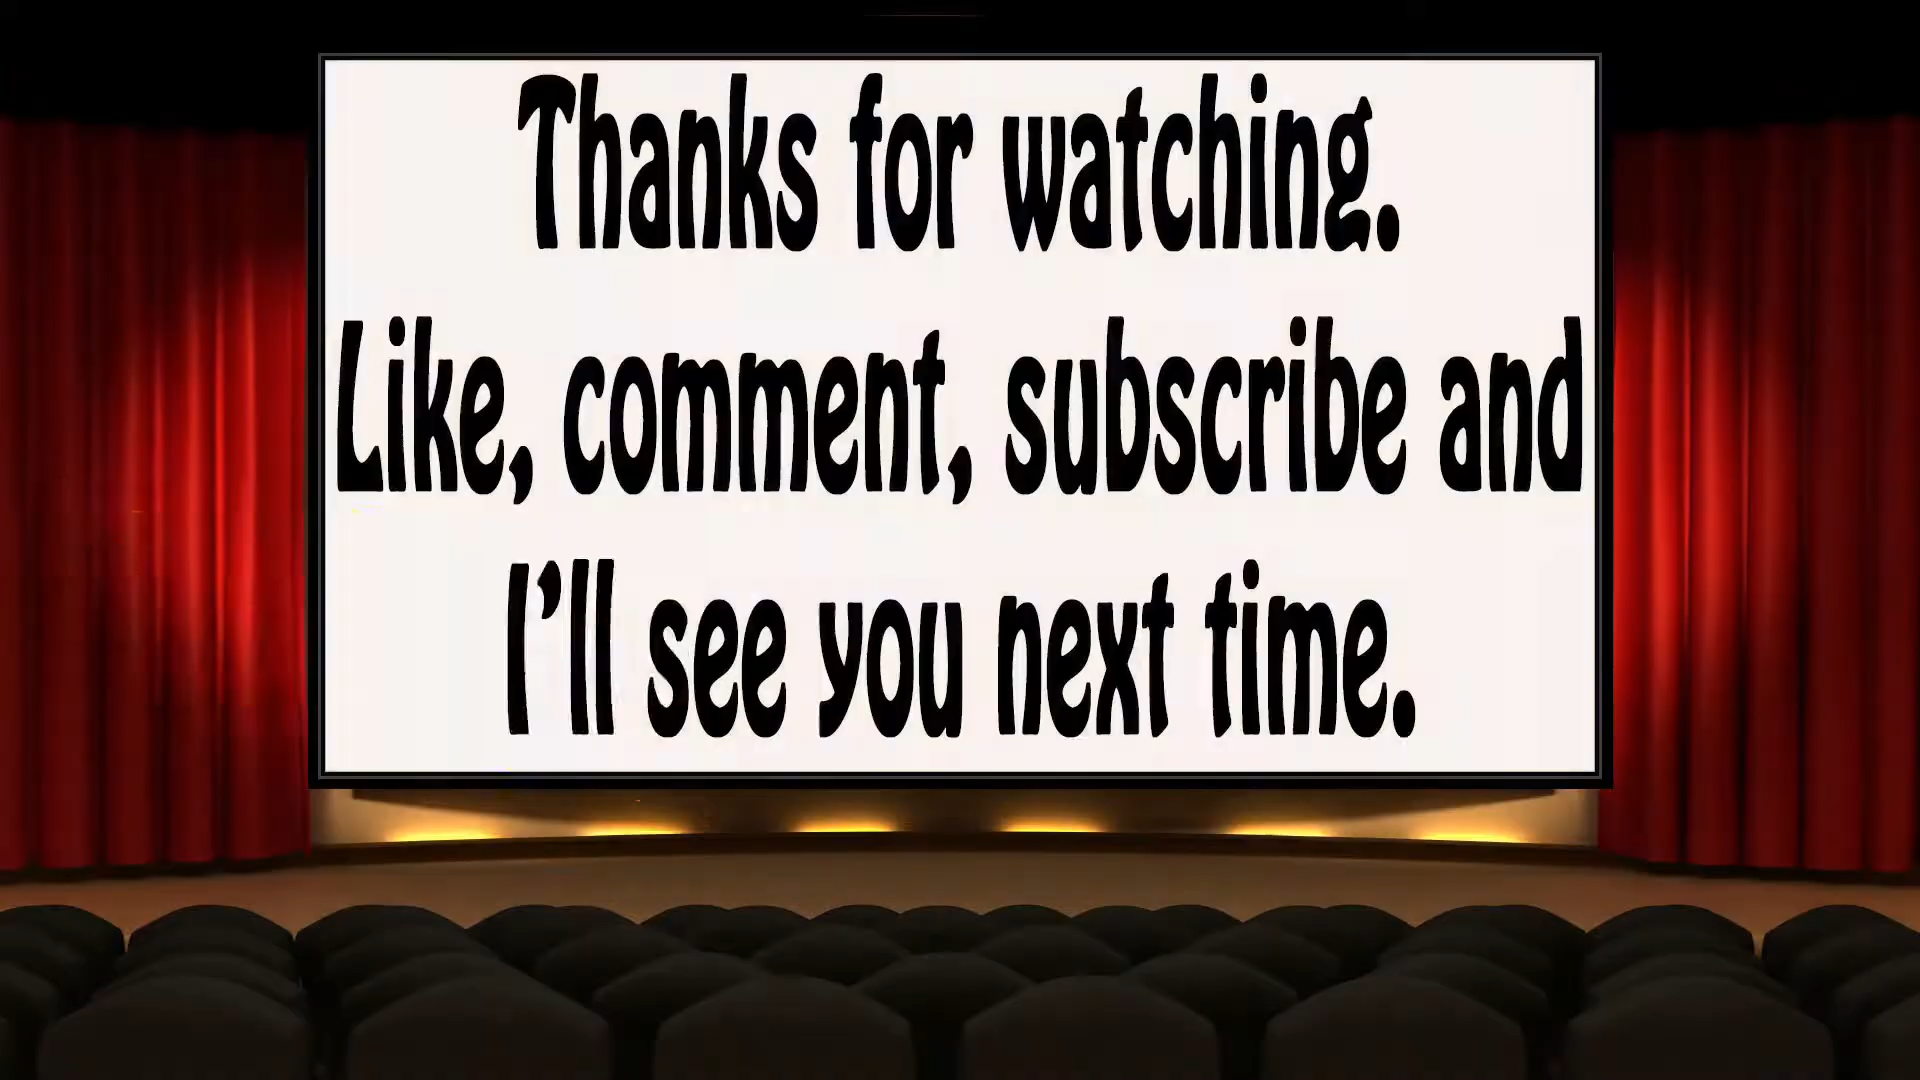 Thanks for watching.
Like, comment, subscribe and
I’ll see you next time.